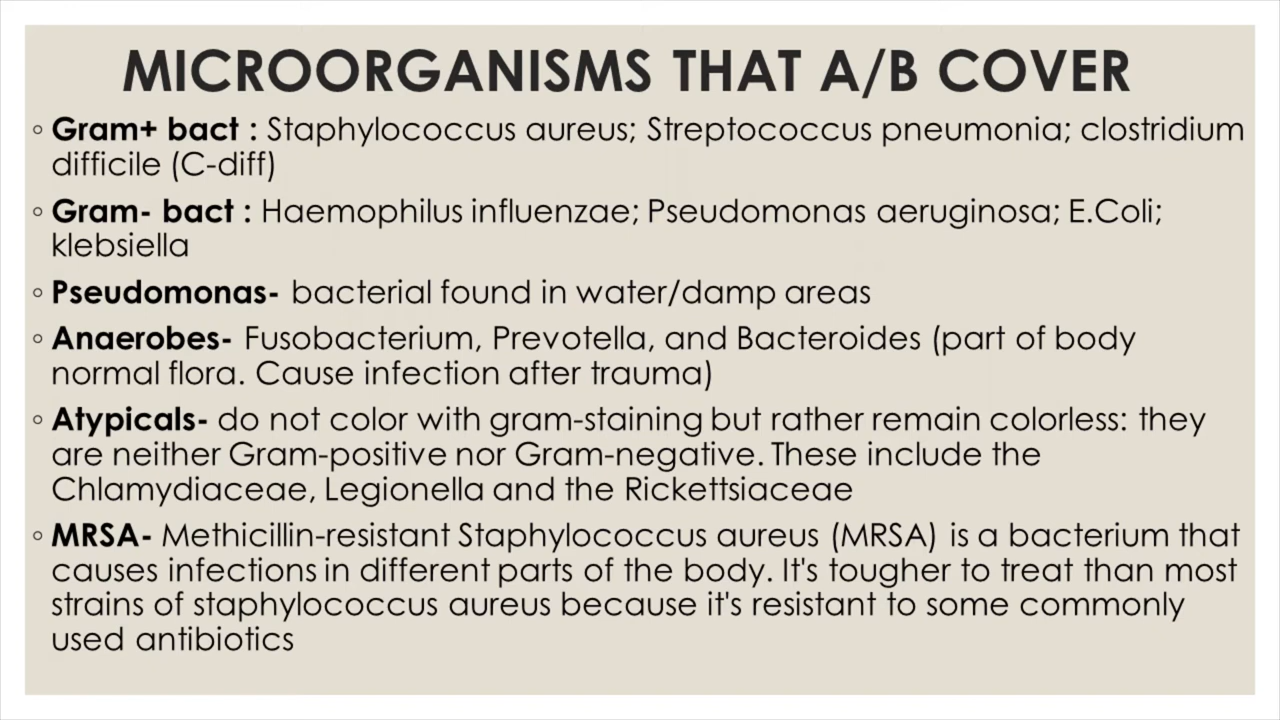 MICROORGANISMS THAT A/B COVER
◦ Gram+ bact : Staphylococcus aureus; Streptococcus pneumonia; clostridium
difficile (C-diff)
◦ Gram- bact : Haemophilus influenzae; Pseudomonas aeruginosa; E.Coli;
klebsiella
◦ Pseudomonas- bacterial found in water/damp areas
◦ Anaerobes- Fusobacterium, Prevotella, and Bacteroides (part of body
normal flora. Cause infection after trauma)
◦ Atypicals- do not color with gram-staining but rather remain colorless: they
are neither Gram-positive nor Gram-negative. These include the
Chlamydiaceae, Legionella and the Rickettsiaceae
◦ MRSA- Methicillin-resistant Staphylococcus aureus (MRSA) is a bacterium that
causes infections in different parts of the body. It's tougher to treat than most
strains of staphylococcus aureus because it's resistant to some commonly
used antibiotics